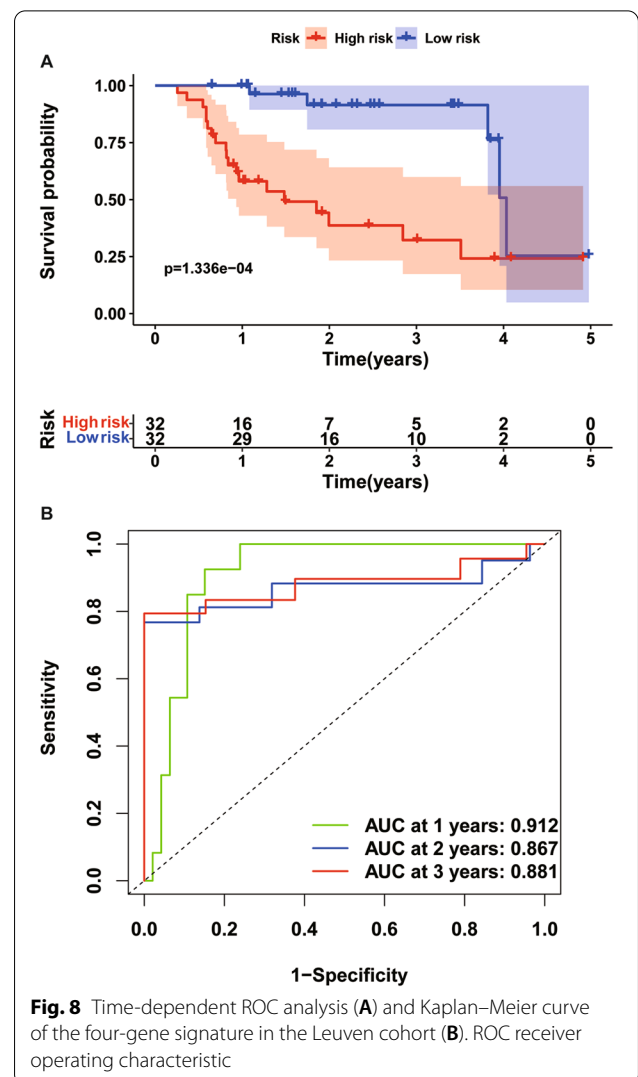 Risk High risk Low risk
A
1.00
0.75
0.50
0.25
0.00
Survival probability
p=1.336e−04
0 1 2 3 4 5
Time(years)
Risk
High risk 32 16 7 5 2 0
Low risk 32 29 16 10 2 0
0 1 2 3 4 5
Time(years)
B
1.0
0.8
0.6
0.4
0.2
0.0
Sensitivity
AUC at 1 years: 0.912
AUC at 2 years: 0.867
AUC at 3 years: 0.881
0.0 0.2 0.4 0.6 0.8 1.0
1−Specificity
Fig. 8 Time-dependent ROC analysis (A) and Kaplan–Meier curve
of the four-gene signature in the Leuven cohort (B). ROC receiver
operating characteristic